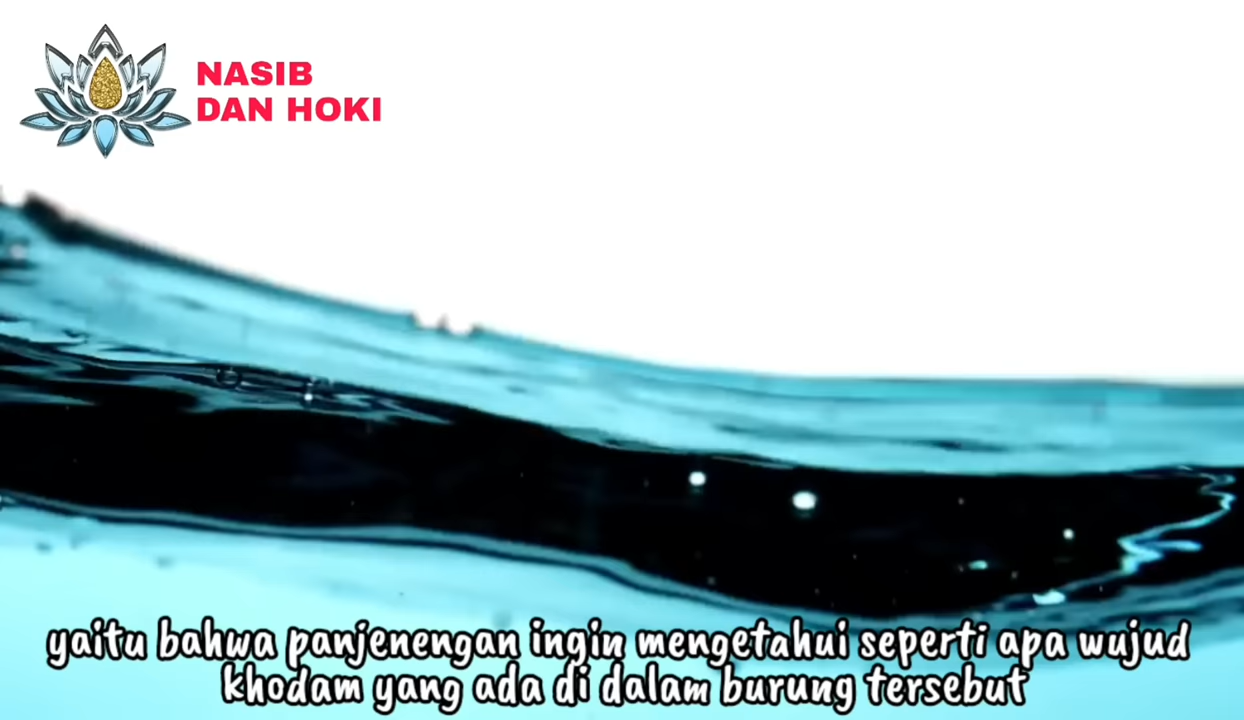 NASIB
DAN HOKI
yaitu bahwa panjenengan ingin mengetahui seperti apa wujud
khodam yang ada di dalam burung tersebut